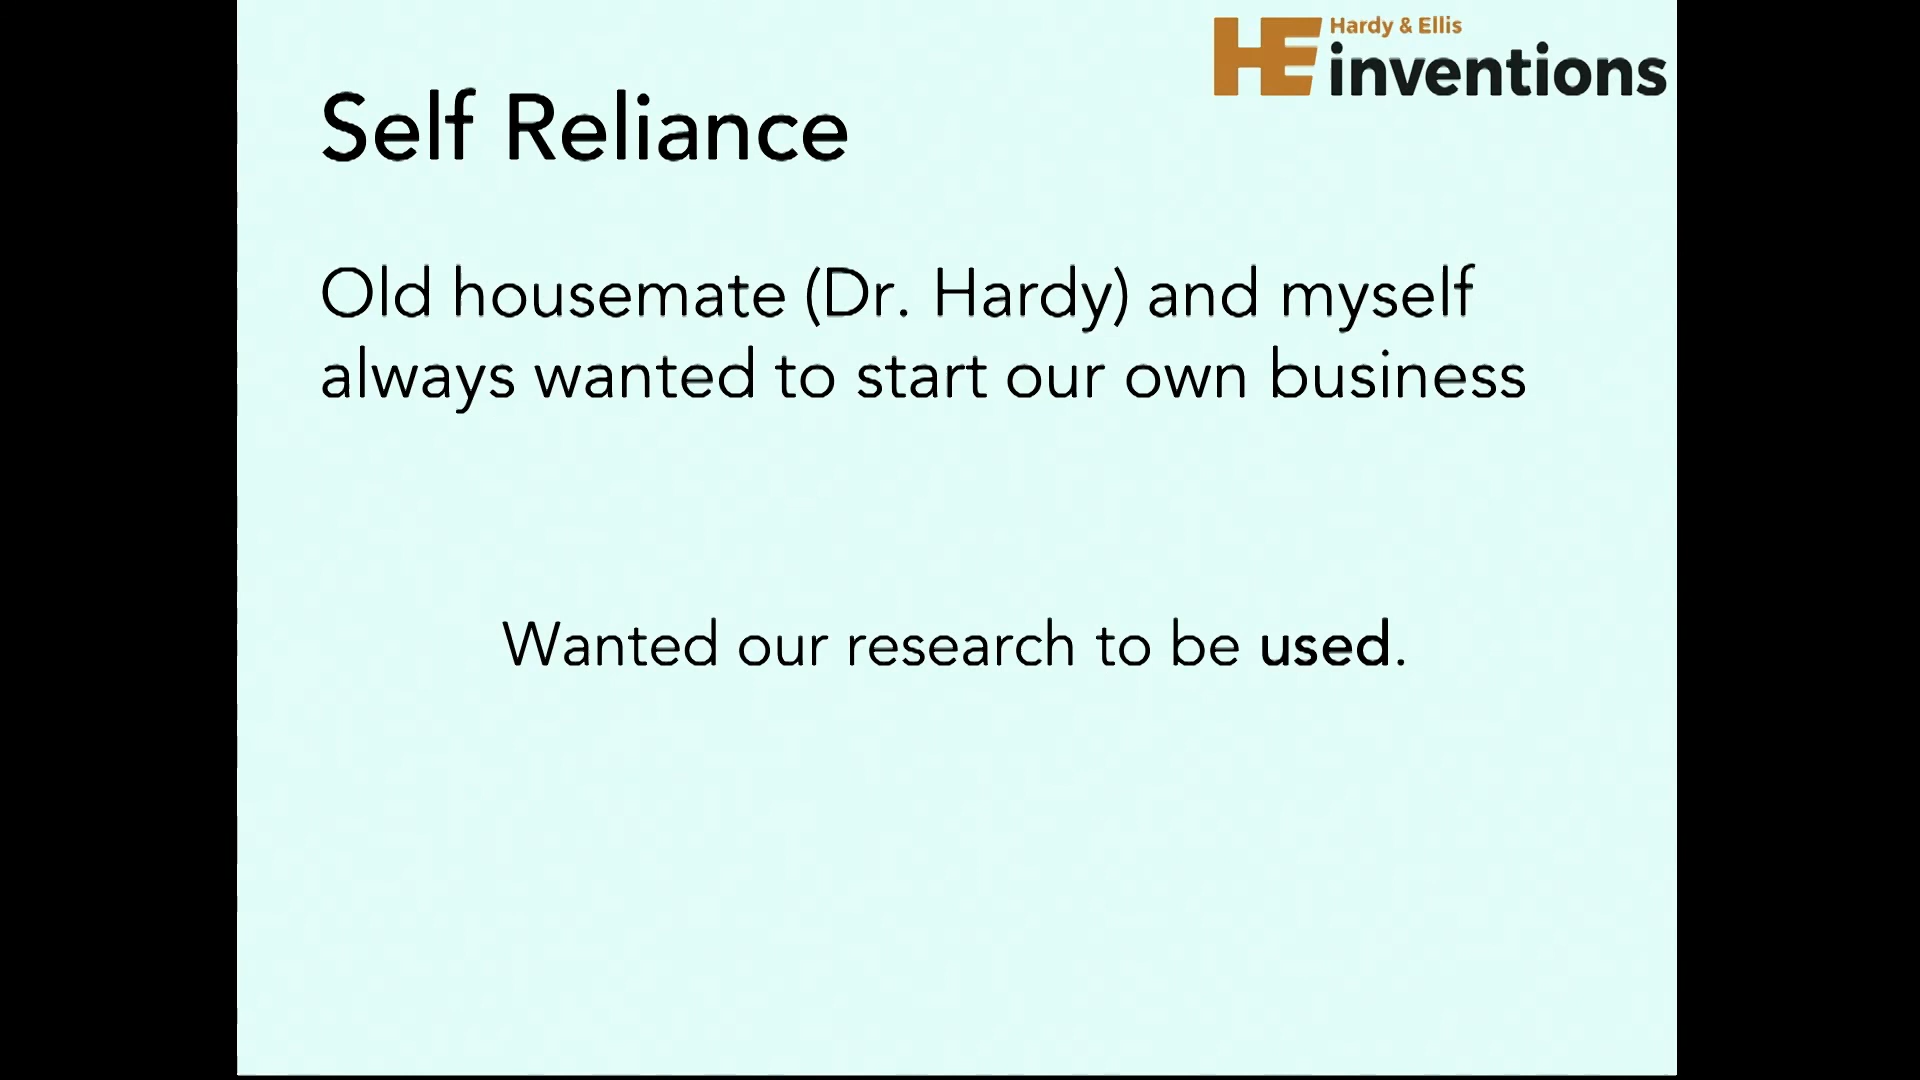 HE Hardy & Ellis
inventions
Self Reliance
Old housemate (Dr. Hardy) and myself
always wanted to start our own business
Wanted our research to be used.